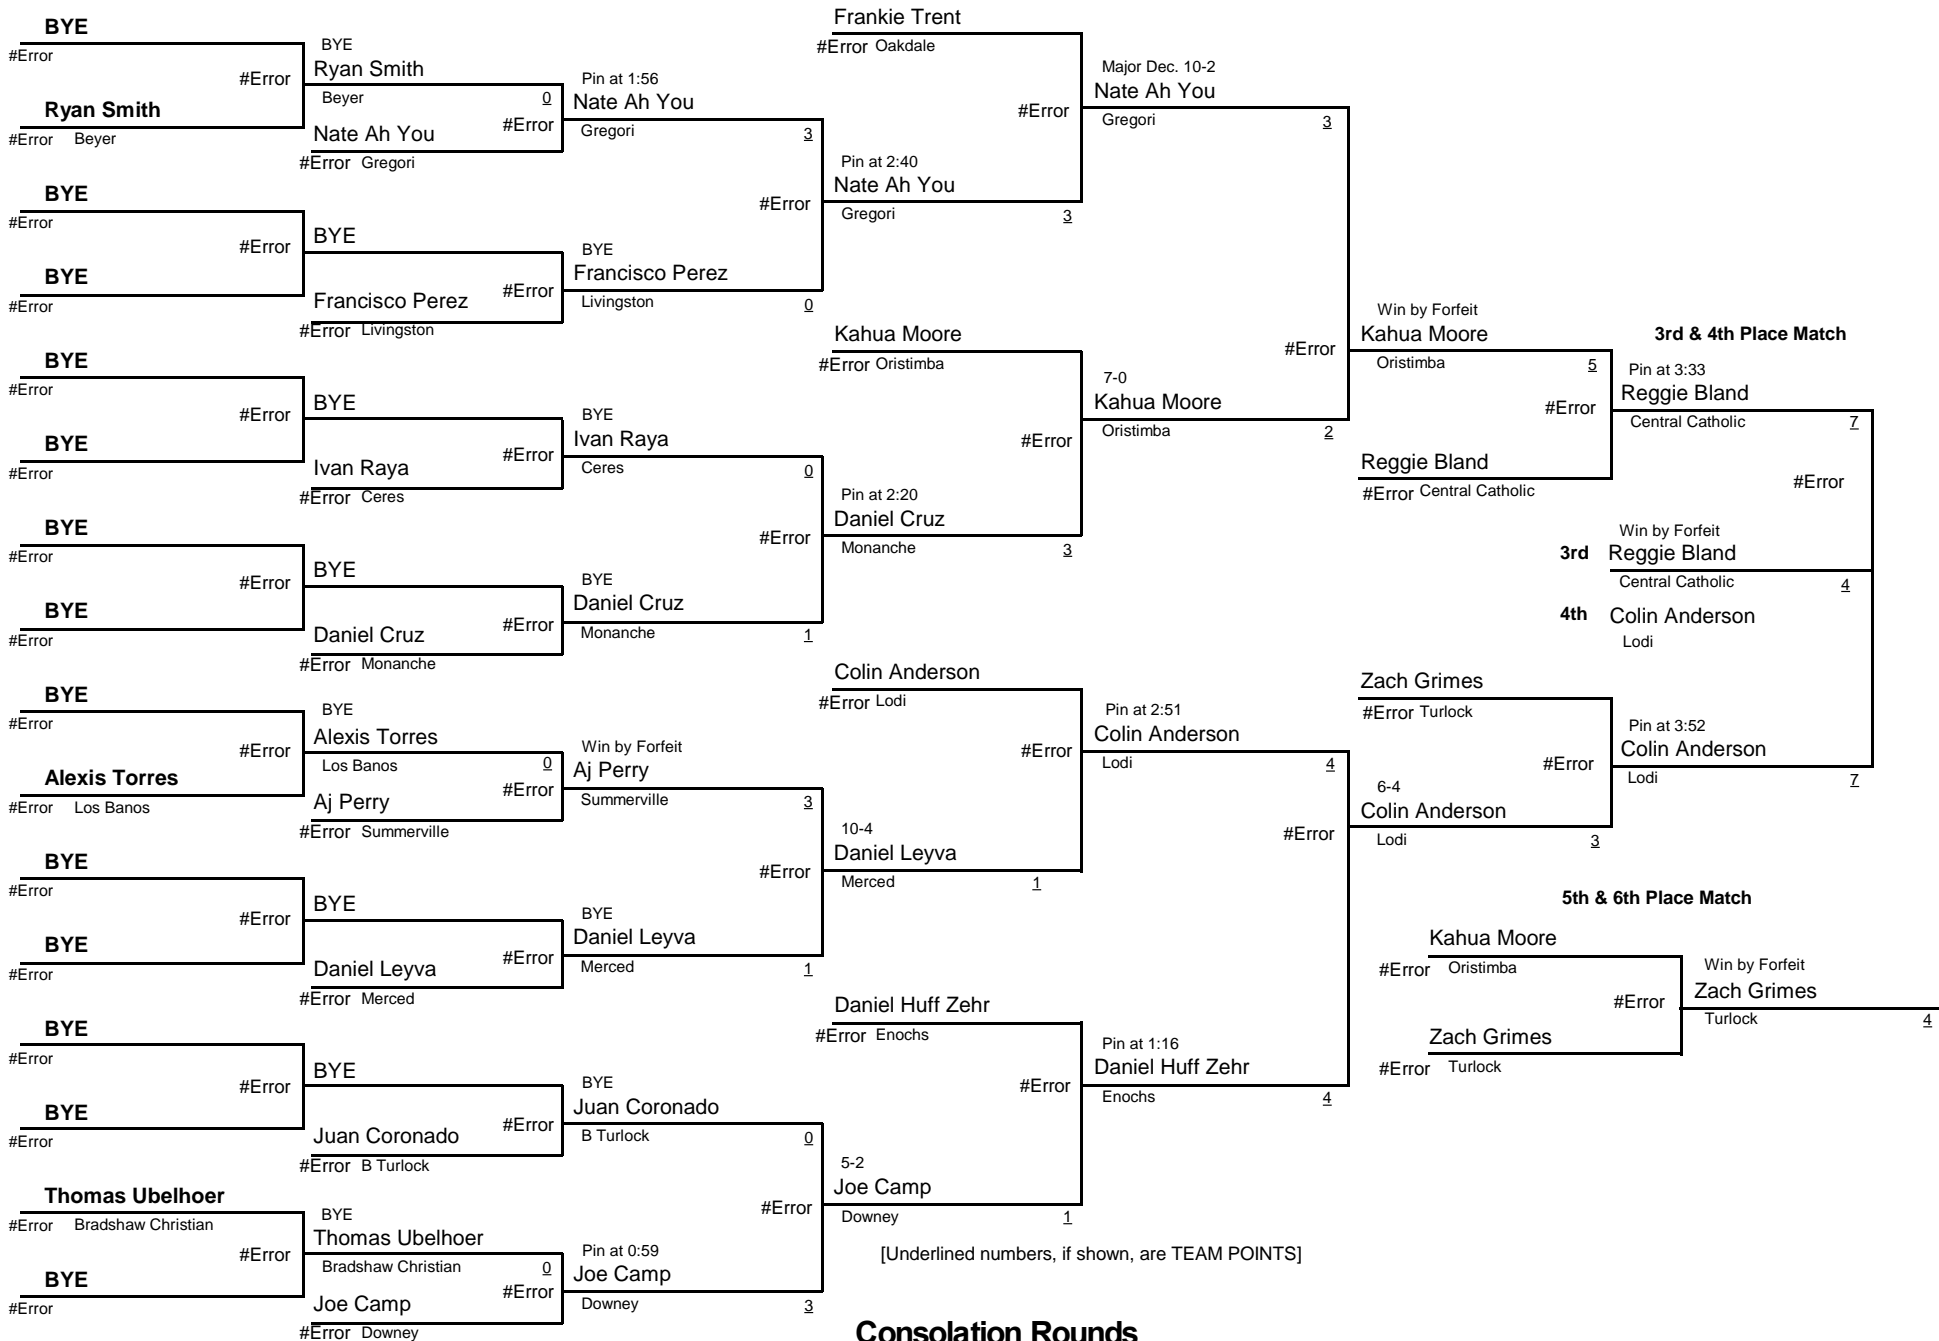 BYE
#Error
#Error
Ryan Smith
#Error Beyer
BYE
#Error
#Error
BYE
#Error
BYE
#Error
#Error
BYE
#Error
BYE
#Error
#Error
BYE
#Error
BYE
#Error
#Error
Alexis Torres
#Error Los Banos
BYE
#Error
#Error
BYE
#Error
BYE
#Error
#Error
BYE
#Error
Thomas Ubelhoer
#Error Bradshaw Christian
#Error
BYE
#Error
BYE
Ryan Smith
Beyer 0
#Error
Nate Ah You
#Error Gregori
BYE
#Error
Francisco Perez
#Error Livingston
BYE
#Error
Ivan Raya
#Error Ceres
BYE
#Error
Daniel Cruz
#Error Monanche
BYE
Alexis Torres
Los Banos 0
#Error
Aj Perry
#Error Summerville
BYE
#Error
Daniel Leyva
#Error Merced
BYE
#Error
Juan Coronado
#Error B Turlock
BYE
Thomas Ubelhoer
Bradshaw Christian 0
#Error
Joe Camp
#Error Downey
Pin at 1:56
Nate Ah You
Gregori 3
#Error
BYE
Francisco Perez
Livingston 0
BYE
Ivan Raya
Ceres 0
#Error
BYE
Daniel Cruz
Monanche 1
Win by Forfeit
Aj Perry
Summerville 3
#Error
BYE
Daniel Leyva
Merced 1
BYE
Juan Coronado
B Turlock 0
#Error
Pin at 0:59
Joe Camp
Downey 3
Frankie Trent
#Error Oakdale
#Error
Pin at 2:40
Nate Ah You
Gregori 3
Kahua Moore
#Error Oristimba
#Error
Pin at 2:20
Daniel Cruz
Monanche 3
Colin Anderson
#Error Lodi
#Error
10-4
Daniel Leyva
Merced 1
Daniel Huff Zehr
#Error Enochs
#Error
5-2
Joe Camp
Downey 1
Major Dec. 10-2
Nate Ah You
Gregori 3
#Error
7-0
Kahua Moore
Oristimba 2
Pin at 2:51
Colin Anderson
Lodi 4
#Error
Pin at 1:16
Daniel Huff Zehr
Enochs 4
Win by Forfeit
Kahua Moore
Oristimba 5
#Error
Reggie Bland
#Error Central Catholic
Zach Grimes
#Error Turlock
#Error
6-4
Colin Anderson
Lodi 3
3rd & 4th Place Match
Pin at 3:33
Reggie Bland
Central Catholic 7
#Error
Win by Forfeit
3rd Reggie Bland
Central Catholic 4
4th Colin Anderson
Lodi
Pin at 3:52
Colin Anderson
Lodi 7
5th & 6th Place Match
Kahua Moore
#Error Oristimba
#Error
Zach Grimes
#Error Turlock
Win by Forfeit
Zach Grimes
Turlock 4
[Underlined numbers, if shown, are TEAM POINTS]
Consolation Rounds